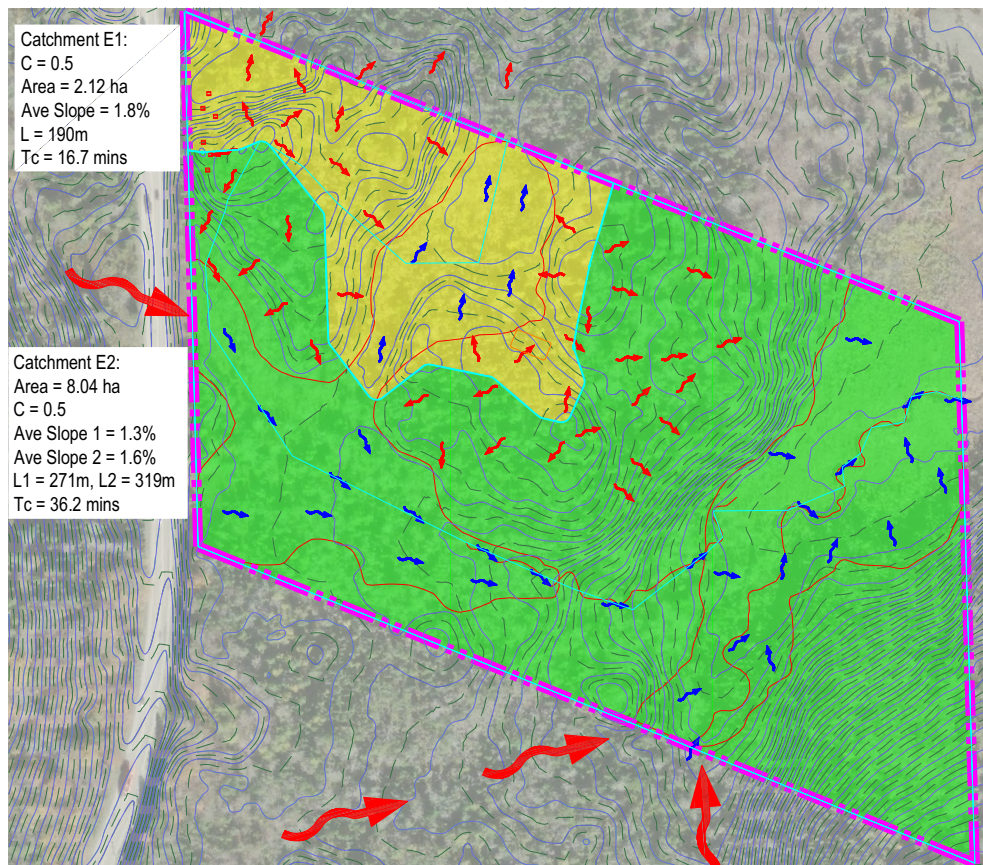 Catchment E1:
C = 0.5
Area = 2.12 ha
Ave Slope = 1.8%
L = 190m
Tc = 16.7 mins
Catchment E2:
Area = 8.04 ha
C = 0.5
Ave Slope 1 = 1.3%
Ave Slope 2 = 1.6%
L1 = 271m, L2 = 319m
Tc = 36.2 mins